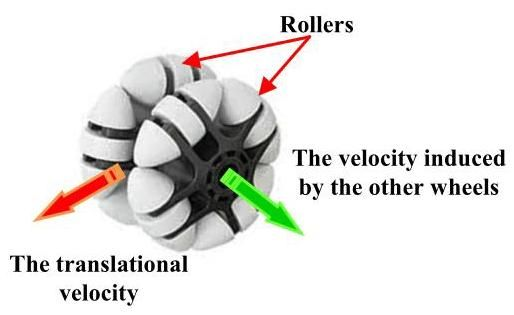 Rollers
The velocity induced
by the other wheels
The translational
velocity